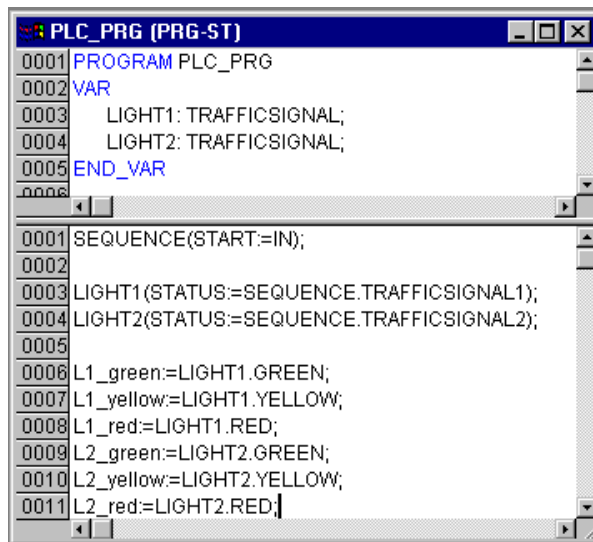 PLC_PRG (PRG-ST)
0001 PROGRAM PLC_PRG
0002 VAR
0003 LIGHT1: TRAFFICSIGNAL;
0004 LIGHT2: TRAFFICSIGNAL;
0005 END_VAR
0006
0001 SEQUENCE(START:=IN);
0002
0003 LIGHT1(STATUS:=SEQUENCE.TRAFFICSIGNAL1);
0004 LIGHT2(STATUS:=SEQUENCE.TRAFFICSIGNAL2);
0005
0006 L1_green:=LIGHT1.GREEN;
0007 L1_yellow:=LIGHT1.YELLOW;
0008 L1_red:=LIGHT1.RED;
0009 L2_green:=LIGHT2.GREEN;
0010 L2_yellow:=LIGHT2.YELLOW;
0011 L2_red:=LIGHT2.RED;